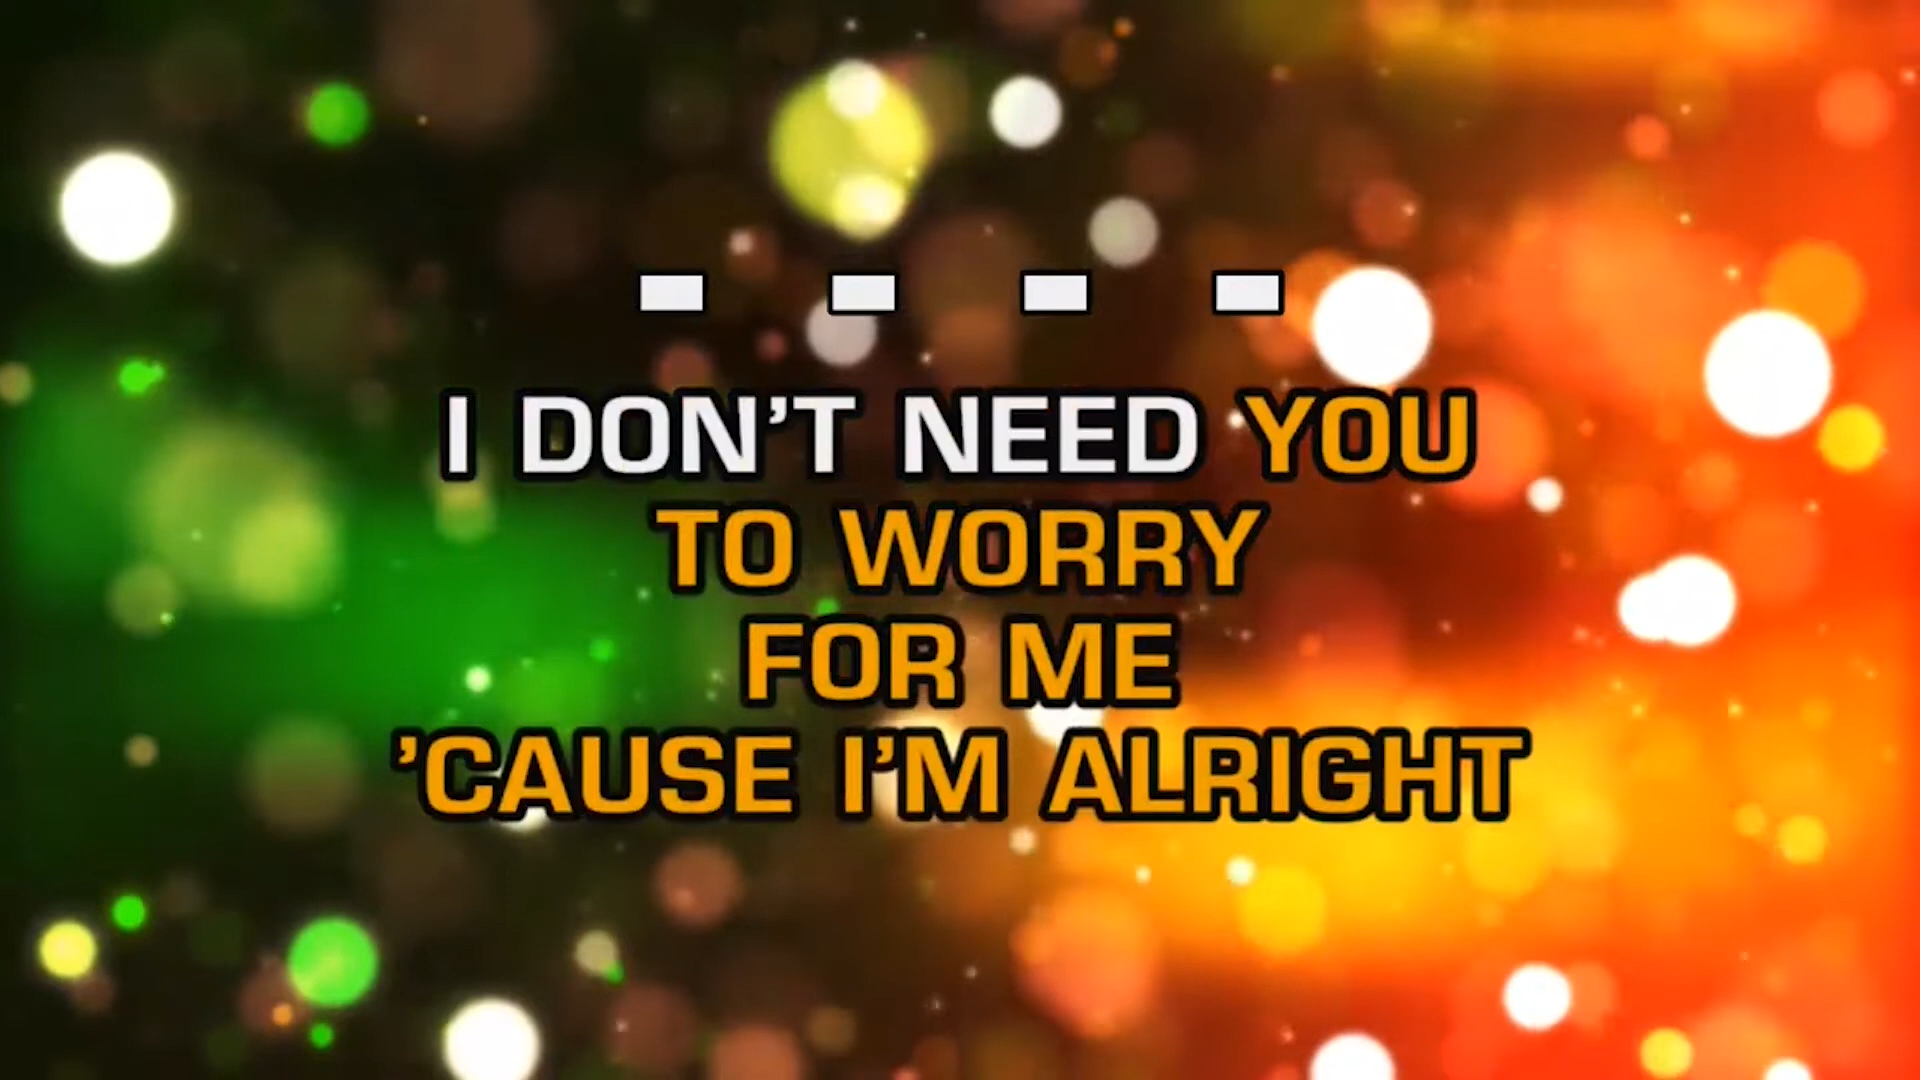 - - - -
I DON'T NEED YOU
TO WORRY
FOR ME
'CAUSE I'M ALRIGHT